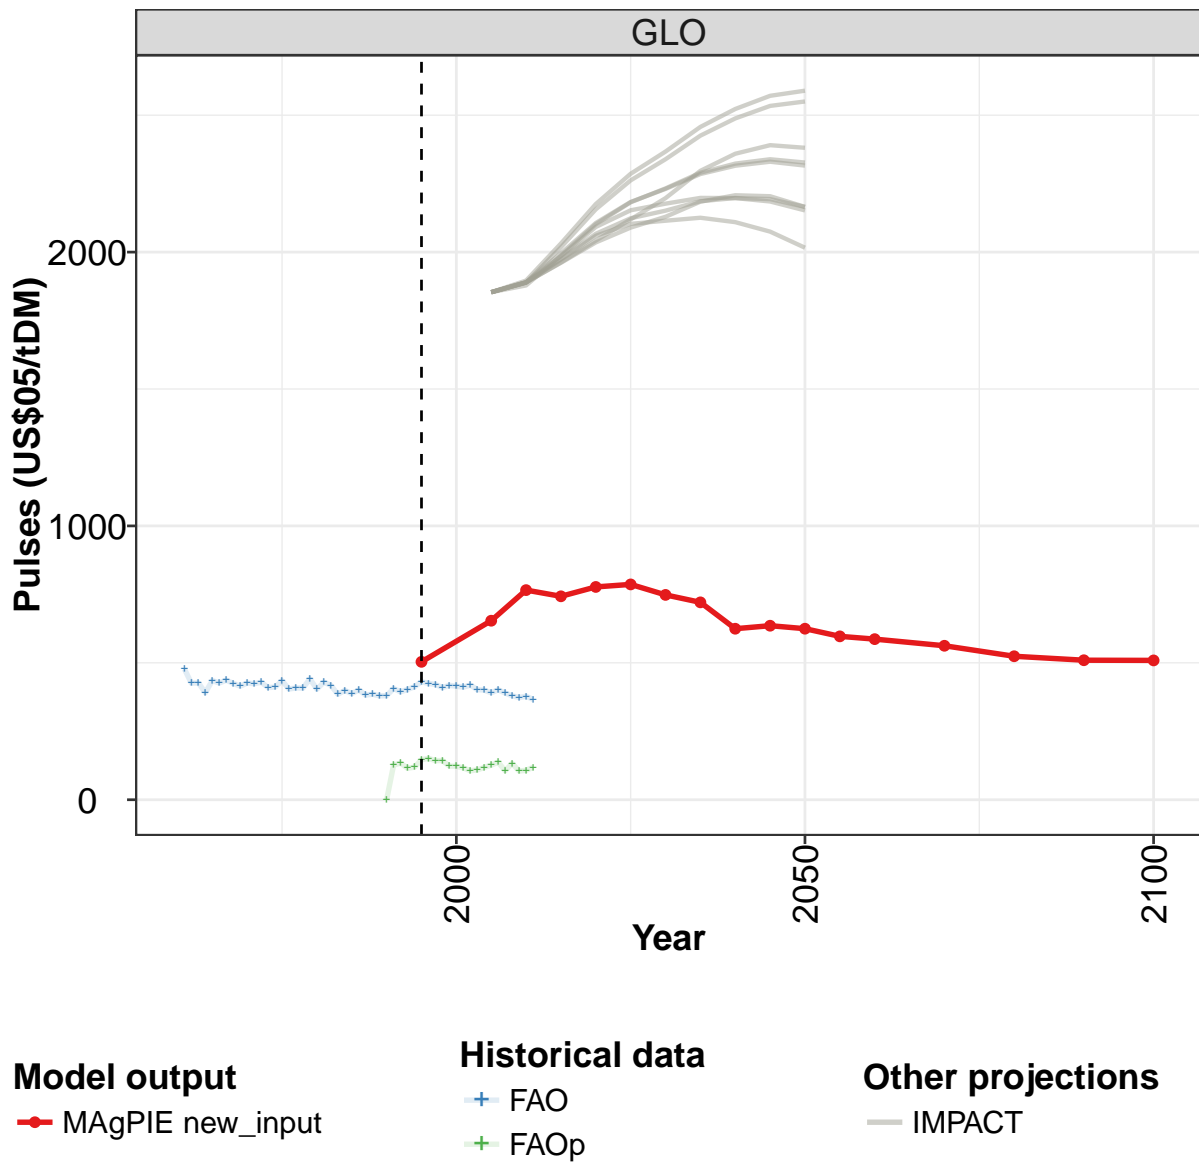 GLO
Pulses (US$05/tDM)
2000
1000
0
2000
2050
2100
Year
Model output
MAgPIE new_input
Historical data
FAO
FAOp
Other projections
IMPACT